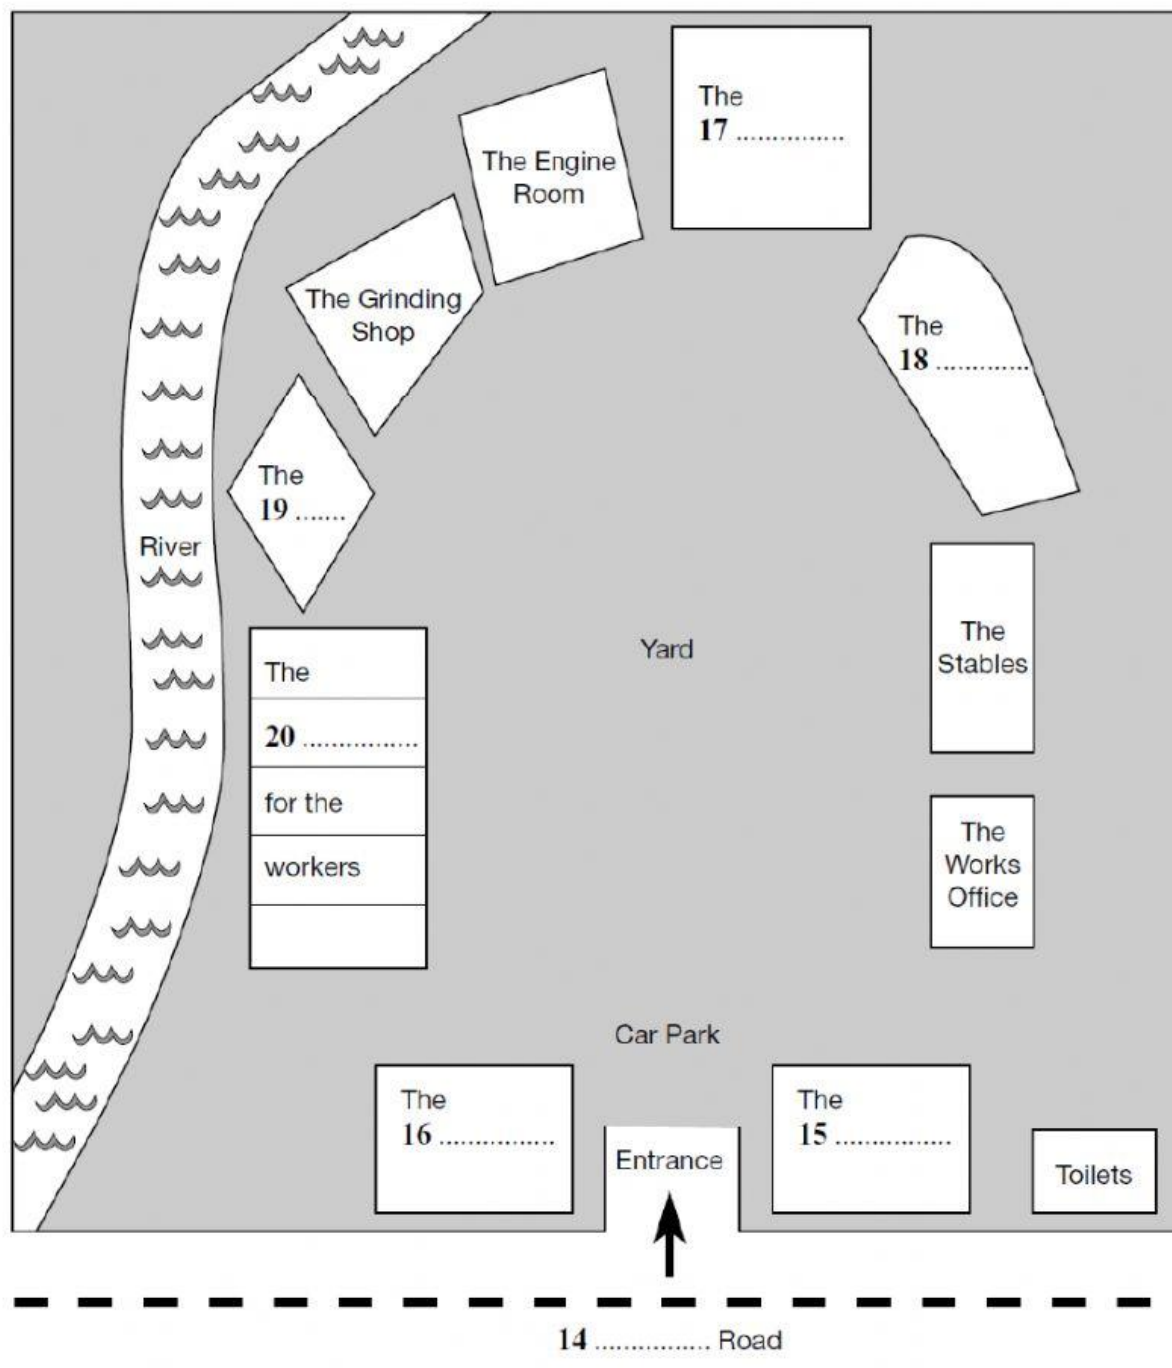 The
17 ...............
The Engine
Room
The Grinding
Shop
The
18 .............
The
19 .......
River
Yard
The
Stables
The
20 ................
for the
workers
The
Works
Office
Car Park
The
16 ................
Entrance
The
15 ................
Toilets
14 ................ Road